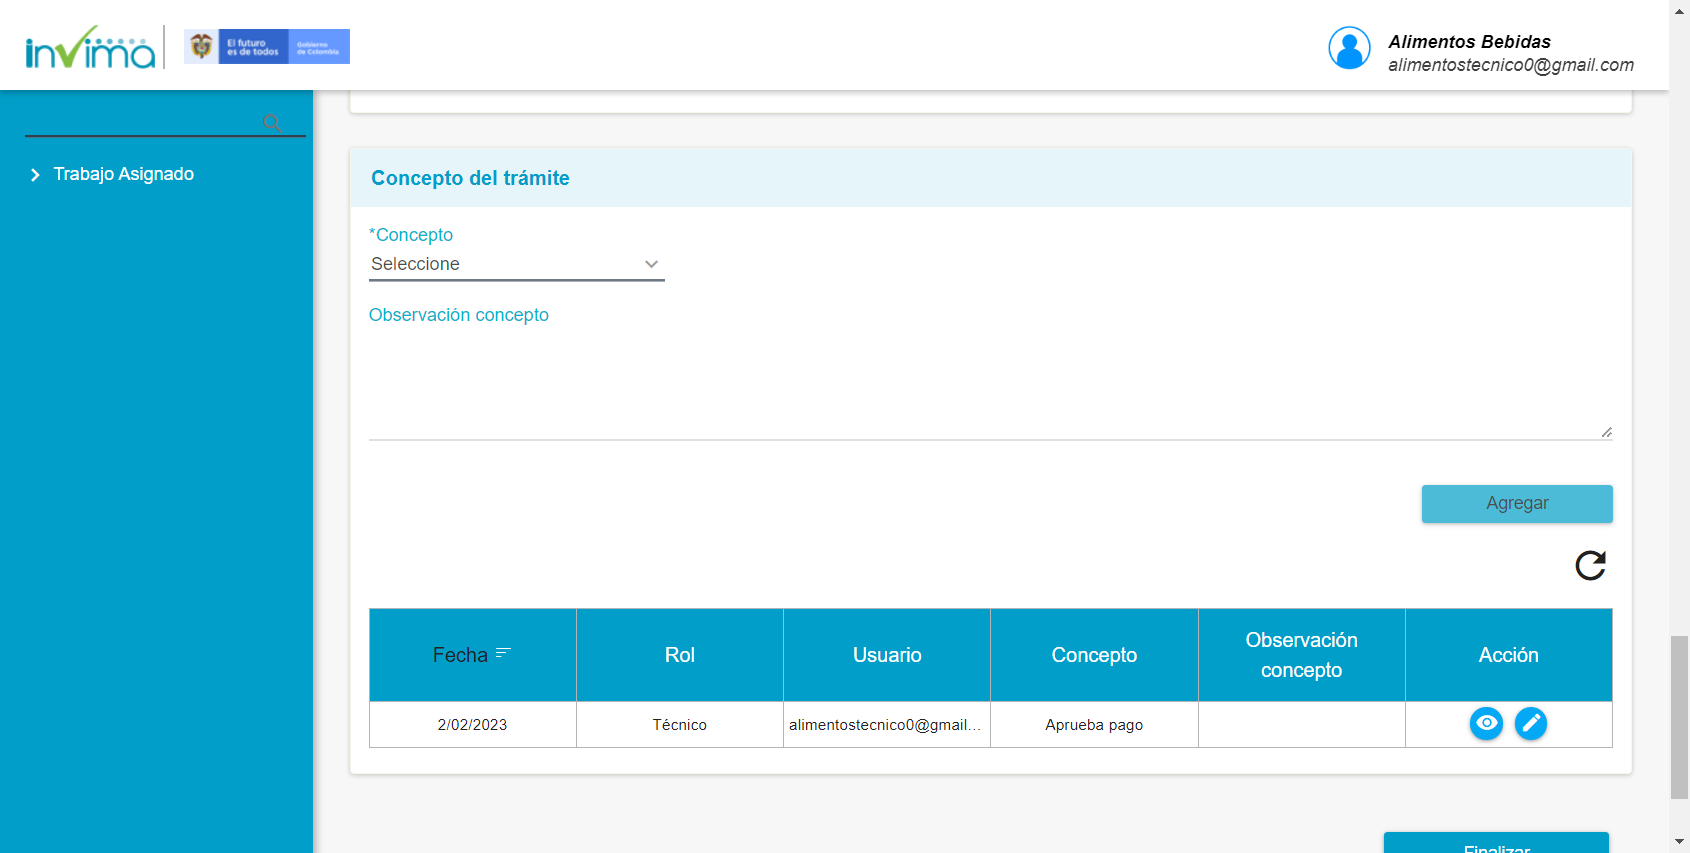 invima
El futuro
es de todos
Gobierno
de Colombia
Alimentos Bebidas
alimentostecnico0@gmail.com
Trabajo Asignado
Concepto del trámite
*Concepto
Seleccione
Observación concepto
Agregar
Fecha
Rol
Usuario
Concepto
Observación
concepto
Acción
2/02/2023
Técnico
alimentostecnico0@gmail...
Aprueba pago
Finalizar